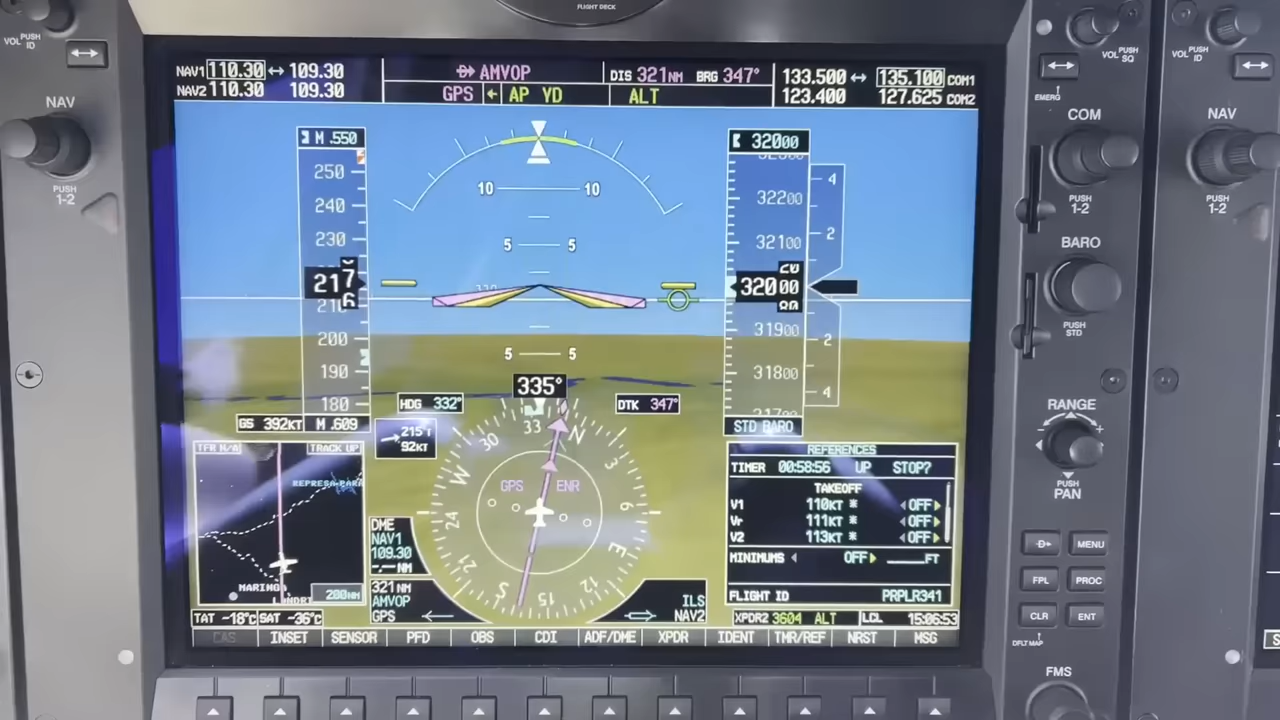 FLIGHT DECK
VOL PUSH ID
NAV
PUSH 1-2
NAV1 110.30 ↔ 109.30
NAV2 110.30 109.30
AMVOP
DIS 321NM BRG 347°
GPS ← AP YD ALT
133.500 ↔ 135.100 COM1
123.400 127.625 COM2
VOL PUSH SQ
VOL PUSH ID
EMERG
COM
NAV
PUSH 1-2
PUSH 1-2
BARO
PUSH STD
RANGE
PUSH PAN
MENU
FPL
PROC
CLR
ENT
DFLT MAP
FMS
M .550
250
240
230
217
6
210
200
190
180
GS 392KT M .609
10 10
5 5
5 5
32000
32200
32100
32000
31900
31800
4
2
2
4
STD BARO
335°
HDG 332°
DTK 347°
215°T
92KT
33
N
3
6
E
12
15
S
24
W
30
GPS ENR
TFR N/A TRACK UP
MARINGA
200NM
DME
NAV1
109.30
-.--NM
321NM
AMVOP
GPS
ILS
NAV2
REFERENCES
TIMER 00:58:56 UP STOP?
TAKEOFF
V1 110KT * OFF
Vr 111KT * OFF
V2 113KT * OFF
MINIMUMS OFF ____FT
FLIGHT ID PRPLR341
TAT -18°C SAT -36°C
XPDR2 3604 ALT LCL 15:06:53
CAS INSET SENSOR PFD OBS CDI ADF/DME XPDR IDENT TMR/REF NRST MSG